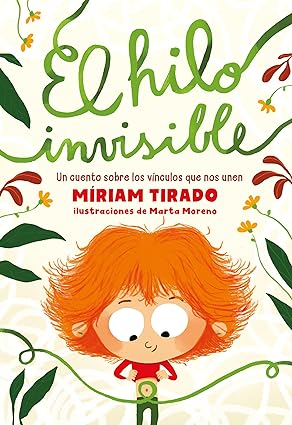 El hilo
invisible
Un cuento sobre los vínculos que nos unen
MÍRIAM TIRADO
ilustraciones de Marta Moreno